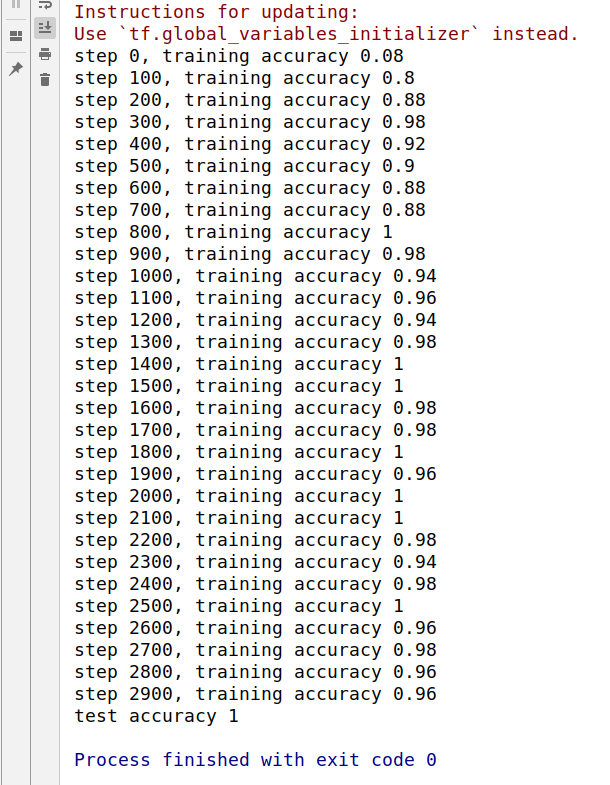 Instructions for updating:
Use `tf.global_variables_initializer` instead.
step 0, training accuracy 0.08
step 100, training accuracy 0.8
step 200, training accuracy 0.88
step 300, training accuracy 0.98
step 400, training accuracy 0.92
step 500, training accuracy 0.9
step 600, training accuracy 0.88
step 700, training accuracy 0.88
step 800, training accuracy 1
step 900, training accuracy 0.98
step 1000, training accuracy 0.94
step 1100, training accuracy 0.96
step 1200, training accuracy 0.94
step 1300, training accuracy 0.98
step 1400, training accuracy 1
step 1500, training accuracy 1
step 1600, training accuracy 0.98
step 1700, training accuracy 0.98
step 1800, training accuracy 1
step 1900, training accuracy 0.96
step 2000, training accuracy 1
step 2100, training accuracy 1
step 2200, training accuracy 0.98
step 2300, training accuracy 0.94
step 2400, training accuracy 0.98
step 2500, training accuracy 1
step 2600, training accuracy 0.96
step 2700, training accuracy 0.98
step 2800, training accuracy 0.96
step 2900, training accuracy 0.96
test accuracy 1
Process finished with exit code 0